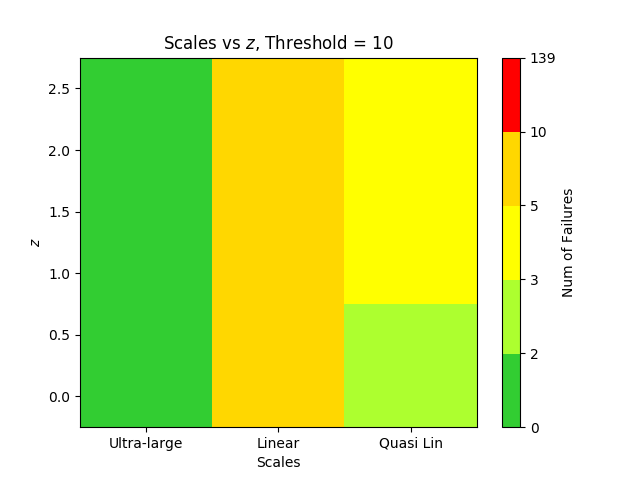 Scales vs z, Threshold = 10
2.5
2.0
1.5
1.0
0.5
0.0
z
Ultra-large
Linear
Quasi Lin
Scales
139
10
5
3
2
0
Num of Failures